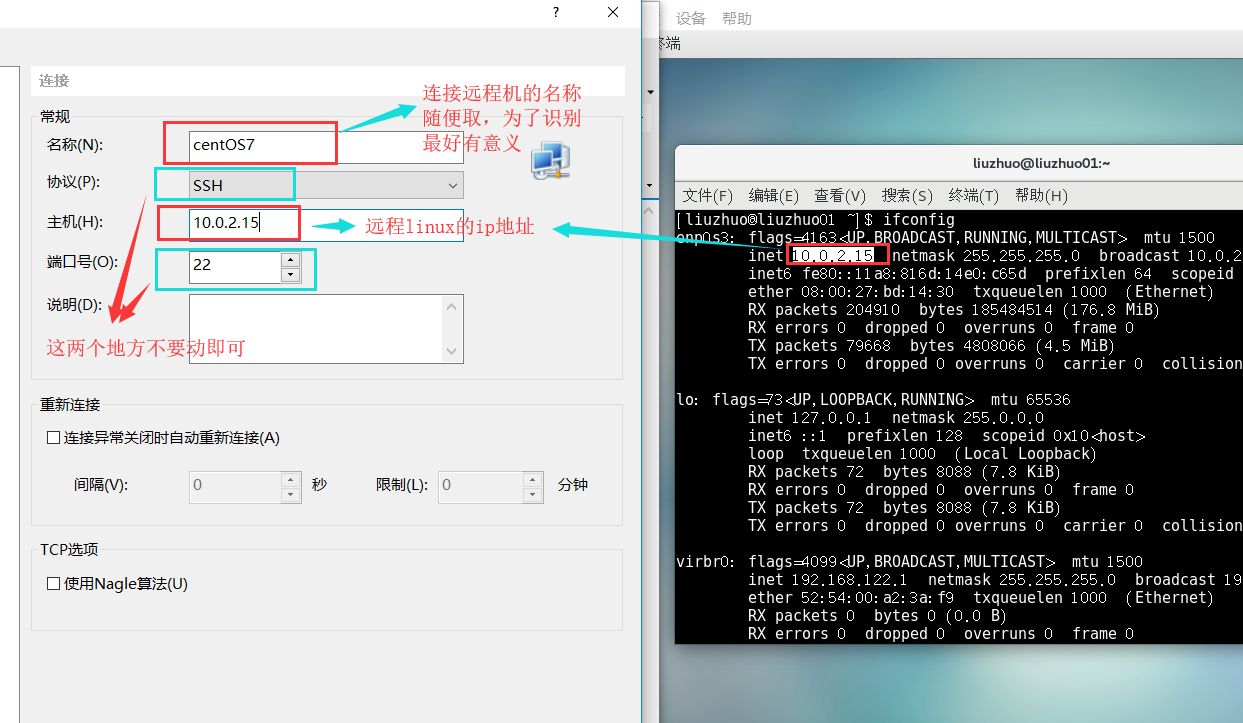 连接
常规
名称(N):
centOS7
协议(P):
SSH
主机(H):
10.0.2.15
端口号(O):
22
说明(D):
连接远程机的名称
随便取，为了识别
最好有意义
远程linux的ip地址
这两个地方不要动即可
重新连接
连接异常关闭时自动重新连接(A)
间隔(V):
0
秒
限制(L):
0
分钟
TCP选项
使用Nagle算法(U)
设备 帮助
终端
liuzhuo@liuzhuo01:~
文件(F) 编辑(E) 查看(V) 搜索(S) 终端(T) 帮助(H)
[liuzhuo@liuzhuo01 ~]$ ifconfig
enp0s3: flags=4163<UP,BROADCAST,RUNNING,MULTICAST> mtu 1500
inet 10.0.2.15 netmask 255.255.255.0 broadcast 10.0.2
inet6 fe80::11a8:816d:14e0:c65d prefixlen 64 scopeid
ether 08:00:27:bd:14:30 txqueuelen 1000 (Ethernet)
RX packets 204910 bytes 185484514 (176.8 MiB)
RX errors 0 dropped 0 overruns 0 frame 0
TX packets 79668 bytes 4808066 (4.5 MiB)
TX errors 0 dropped 0 overruns 0 carrier 0 collision
lo: flags=73<UP,LOOPBACK,RUNNING> mtu 65536
inet 127.0.0.1 netmask 255.0.0.0
inet6 ::1 prefixlen 128 scopeid 0x10<host>
loop txqueuelen 1000 (Local Loopback)
RX packets 72 bytes 8088 (7.8 KiB)
RX errors 0 dropped 0 overruns 0 frame 0
TX packets 72 bytes 8088 (7.8 KiB)
TX errors 0 dropped 0 overruns 0 carrier 0 collision
virbr0: flags=4099<UP,BROADCAST,MULTICAST> mtu 1500
inet 192.168.122.1 netmask 255.255.255.0 broadcast 19
ether 52:54:00:a2:3a:f9 txqueuelen 1000 (Ethernet)
RX packets 0 bytes 0 (0.0 B)
RX errors 0 dropped 0 overruns 0 frame 0